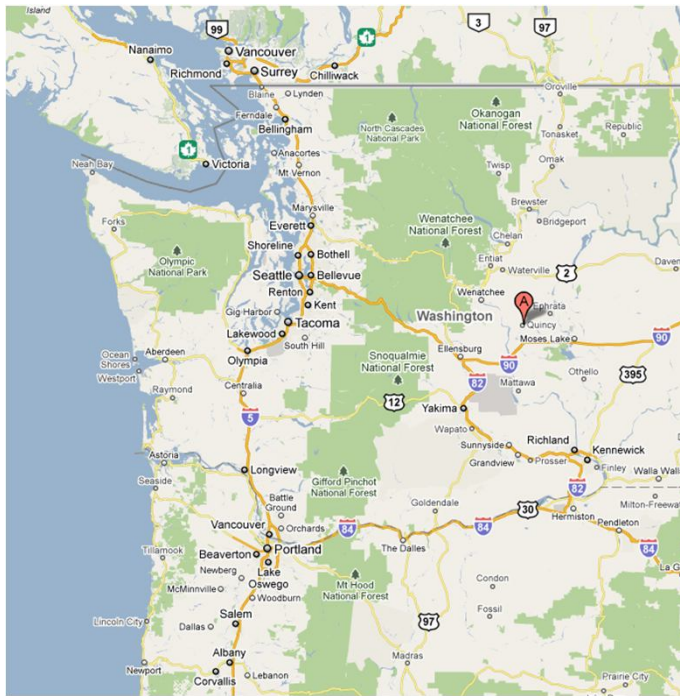 Island
99
3
97
Nanaimo
Vancouver
1
Richmond
Surrey
Chilliwack
Blaine
Lynden
Oroville
Ferndale
Okanogan
National Forest
Bellingham
North Cascades
National Park
Tonasket
Republic
1
Anacortes
Victoria
Mt Vernon
Omak
Neah Bay
Twisp
Marysville
Brewster
Forks
Everett
Wenatchee
National Forest
Bridgeport
Chelan
Shoreline
Bothell
Olympic
National Park
Entiat
Waterville
2
Daven
Seattle
Bellevue
Renton
Wenatchee
Kent
A
Ephrata
Gig Harbor
Washington
Tacoma
Quincy
Lakewood
South Hill
Moses Lake
90
Olympia
Ocean
Shores
Aberdeen
Snoqualmie
National Forest
Ellensburg
90
Westport
82
Othello
395
Raymond
Centralia
Mattawa
12
5
Yakima
Wapato
Richland
Sunnyside
Kennewick
Astoria
Grandview
Prosser
Finley
Longview
Walla Walla
Seaside
Gifford Pinchot
National Forest
82
Battle
Ground
Goldendale
30
Milton-Freewat
Hermiston
Vancouver
Orchards
84
84
Pendleton
Tillamook
Beaverton
Portland
The Dalles
84
Lake
Oswego
La G
Newberg
McMinnville
Mt Hood
National Forest
Condon
Woodburn
Lincoln City
Salem
Fossil
Dallas
97
Albany
Madras
Newport
Lebanon
Corvallis
Prairie City